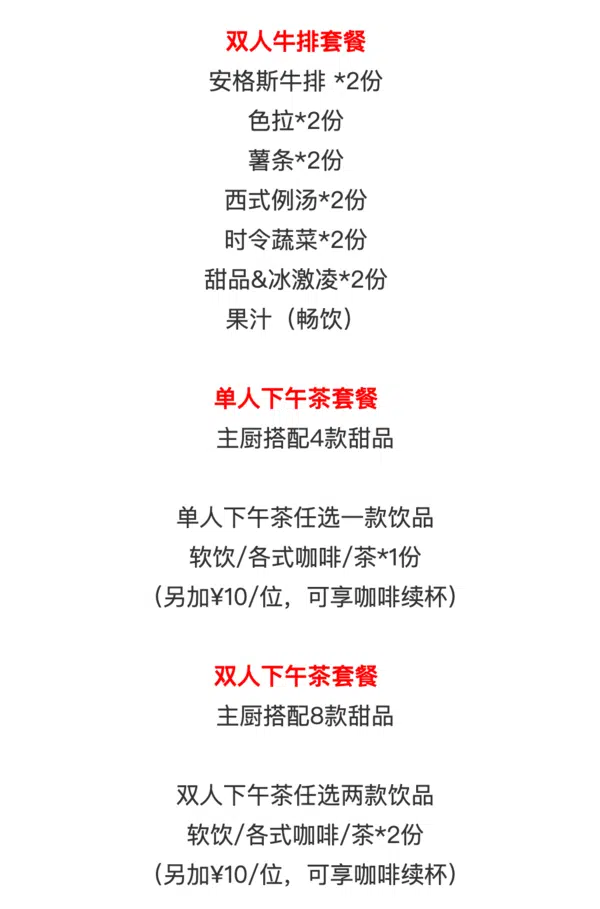 双人牛排套餐
安格斯牛排 *2份
色拉*2份
薯条*2份
西式例汤*2份
时令蔬菜*2份
甜品&冰激凌*2份
果汁（畅饮）
单人下午茶套餐
主厨搭配4款甜品
单人下午茶任选一款饮品
软饮/各式咖啡/茶*1份
（另加¥10/位，可享咖啡续杯）
双人下午茶套餐
主厨搭配8款甜品
双人下午茶任选两款饮品
软饮/各式咖啡/茶*2份
（另加¥10/位，可享咖啡续杯）